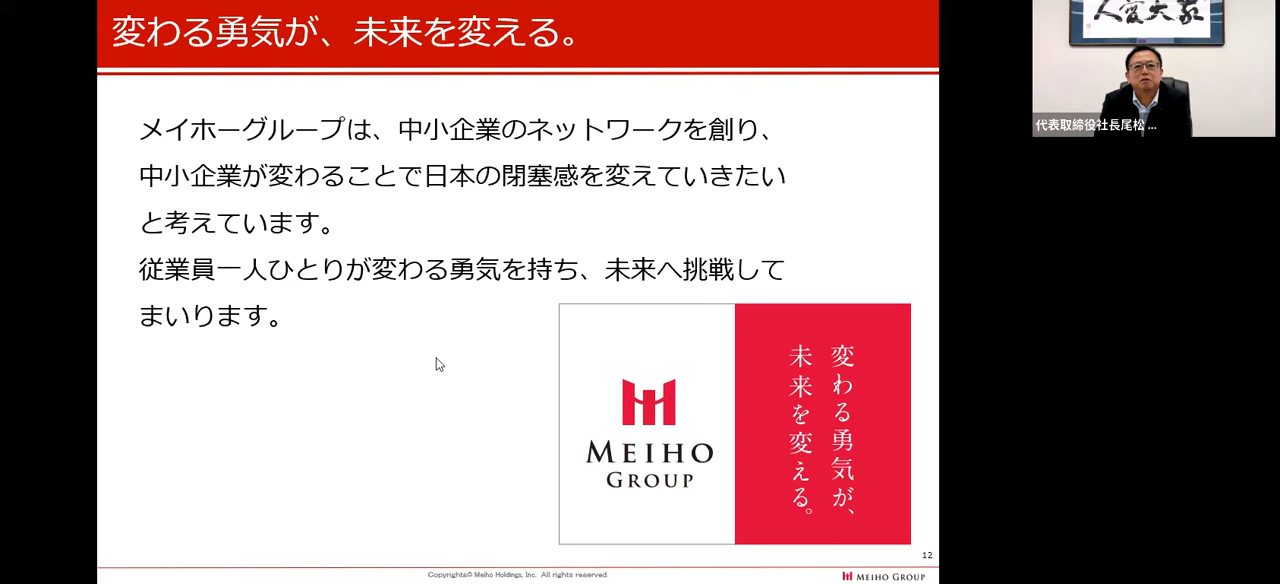 変わる勇気が、未来を変える。
メイホーグループは、中小企業のネットワークを創り、
中小企業が変わることで日本の閉塞感を変えていきたい
と考えています。
従業員一人ひとりが変わる勇気を持ち、未来へ挑戦して
まいります。
MEIHO
GROUP
変わる勇気が、
未来を変える。
12
Copyrights© Meiho Holdings, Inc. All rights reserved.
MEIHO GROUP
代表取締役社長尾松 ...